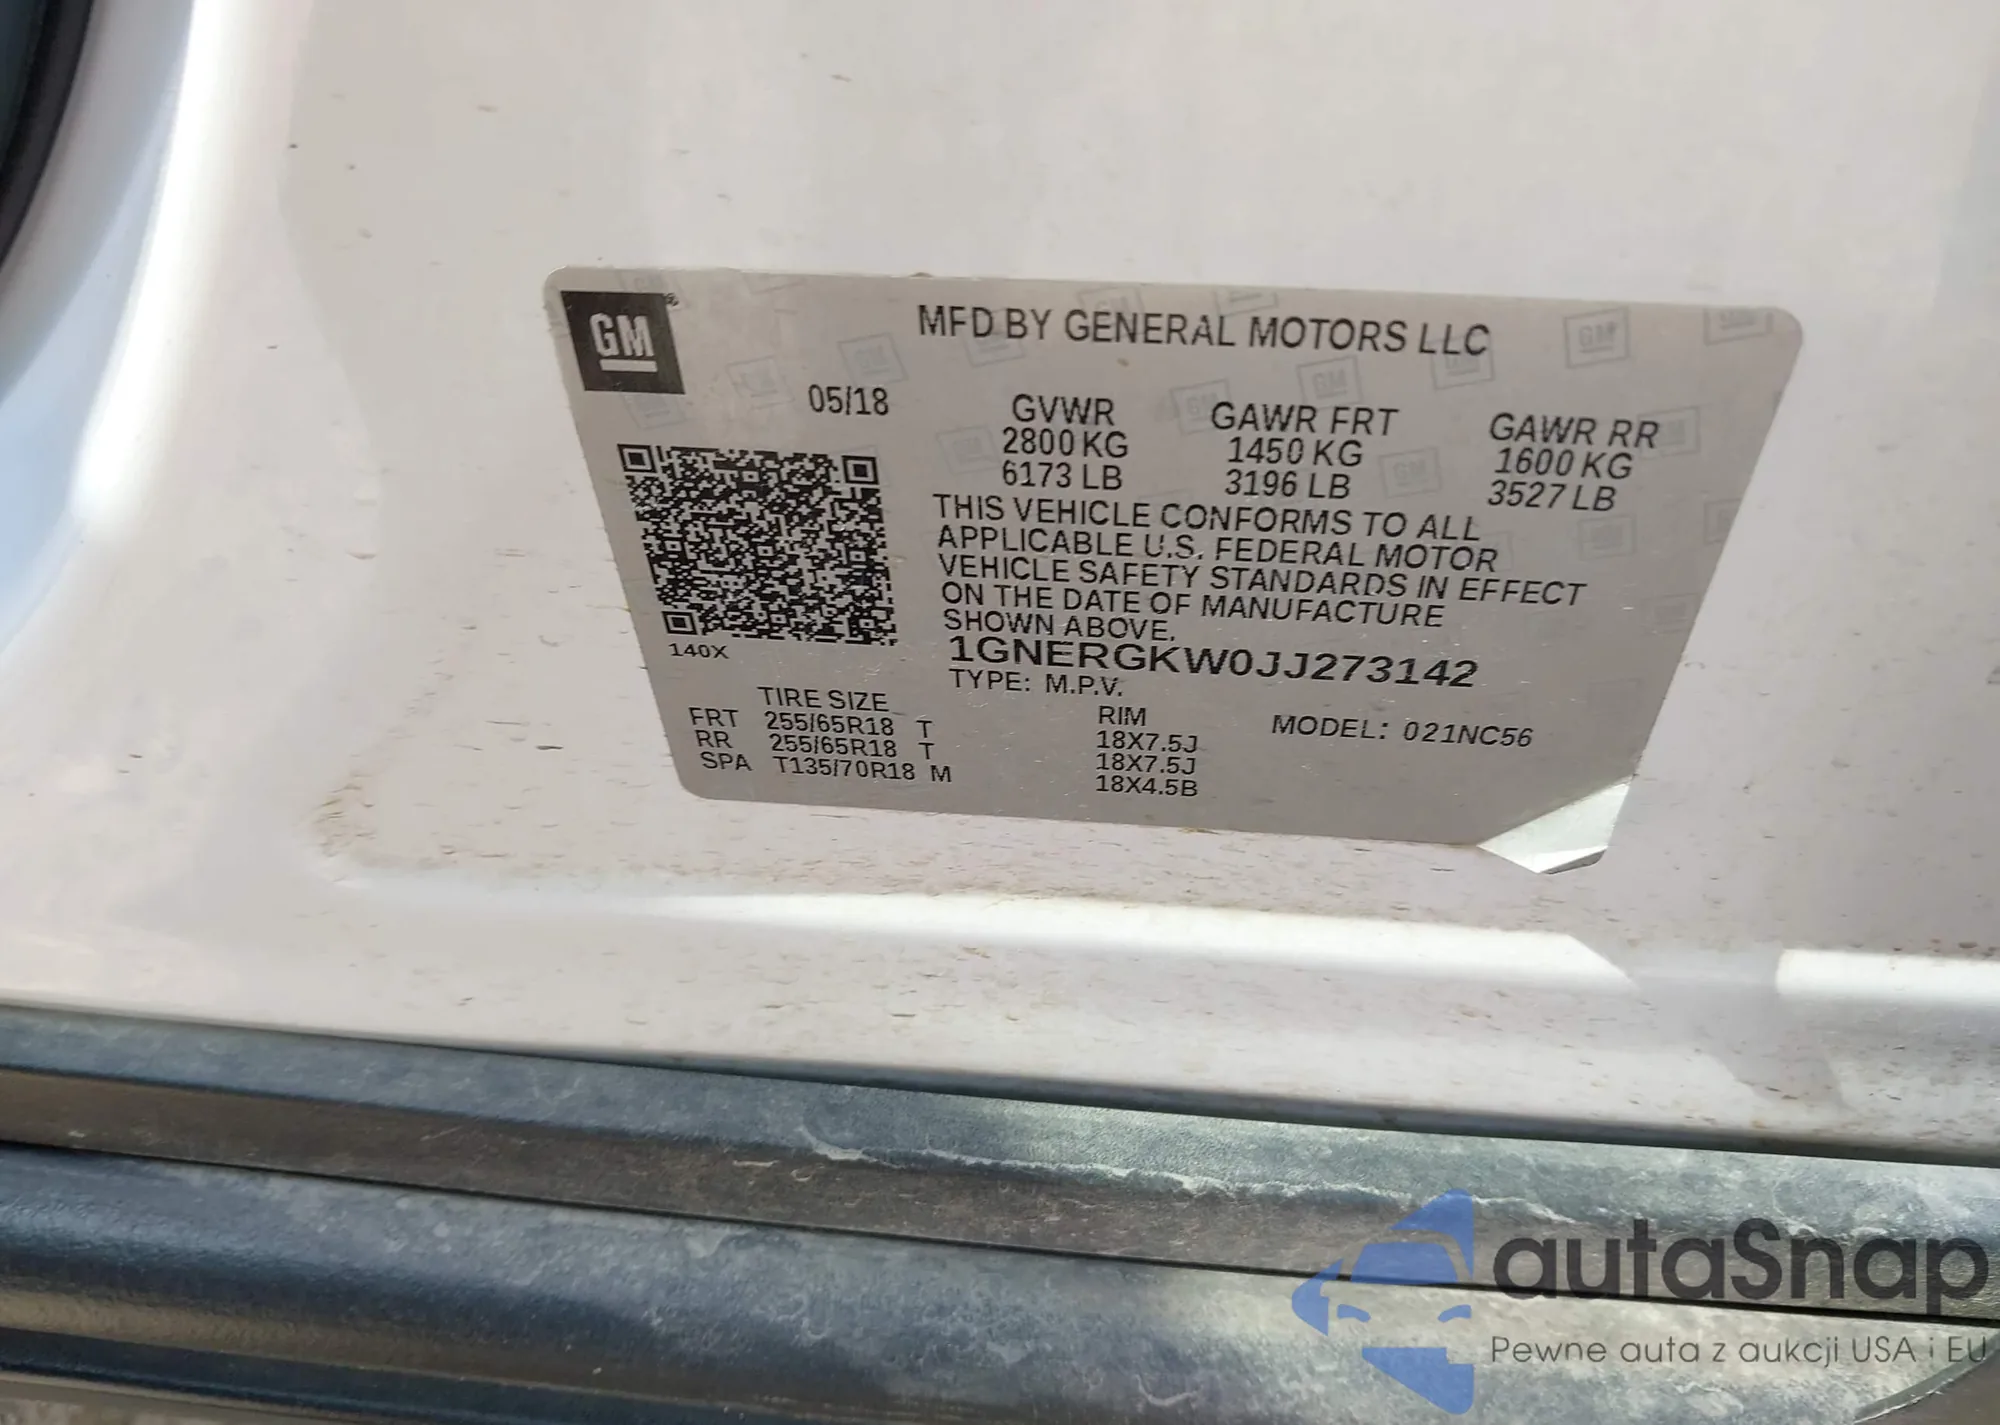 GM
MFD BY GENERAL MOTORS LLC
05/18
GVWR GAWR FRT GAWR RR
2800 KG 1450 KG 1600 KG
6173 LB 3196 LB 3527 LB
THIS VEHICLE CONFORMS TO ALL
APPLICABLE U.S. FEDERAL MOTOR
VEHICLE SAFETY STANDARDS IN EFFECT
ON THE DATE OF MANUFACTURE
SHOWN ABOVE.
140X
1GNERGKW0JJ273142
TYPE: M.P.V.
TIRE SIZE RIM MODEL: 021NC56
FRT 255/65R18 T 18X7.5J
RR 255/65R18 T 18X7.5J
SPA T135/70R18 M 18X4.5B
autaSnap
Pewne auta z aukcji USA i EU